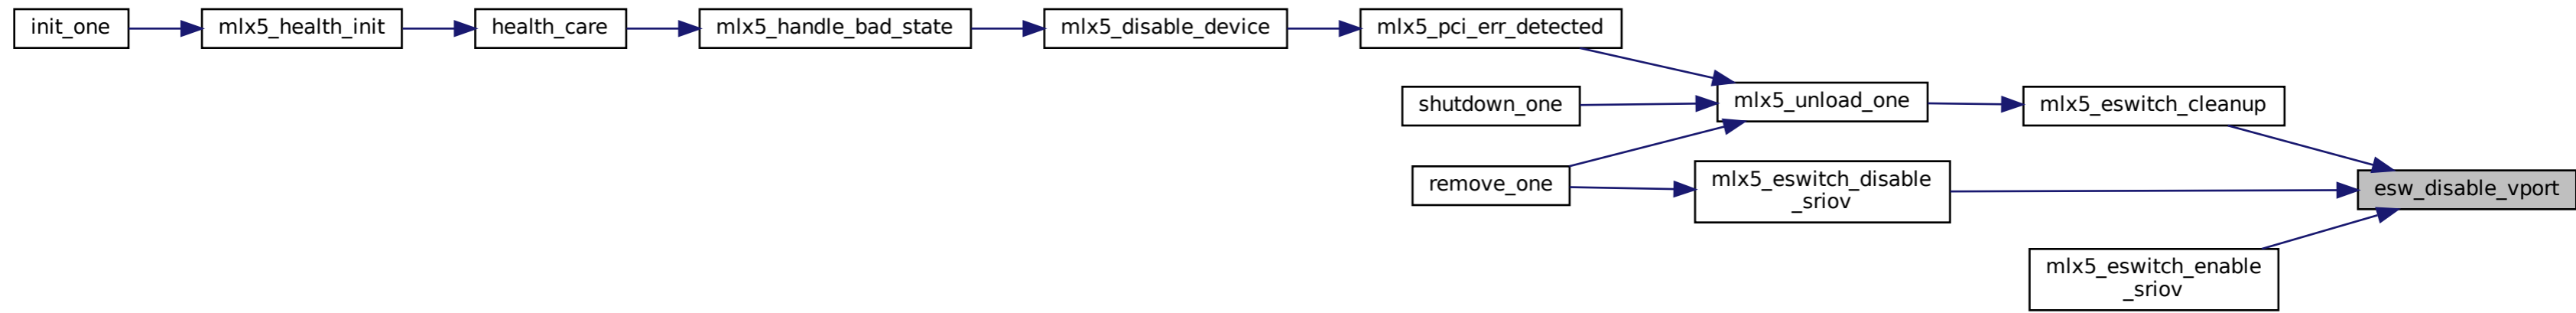 init_one
mlx5_health_init
health_care
mlx5_handle_bad_state
mlx5_disable_device
mlx5_pci_err_detected
shutdown_one
mlx5_unload_one
mlx5_eswitch_cleanup
remove_one
mlx5_eswitch_disable
_sriov
esw_disable_vport
mlx5_eswitch_enable
_sriov